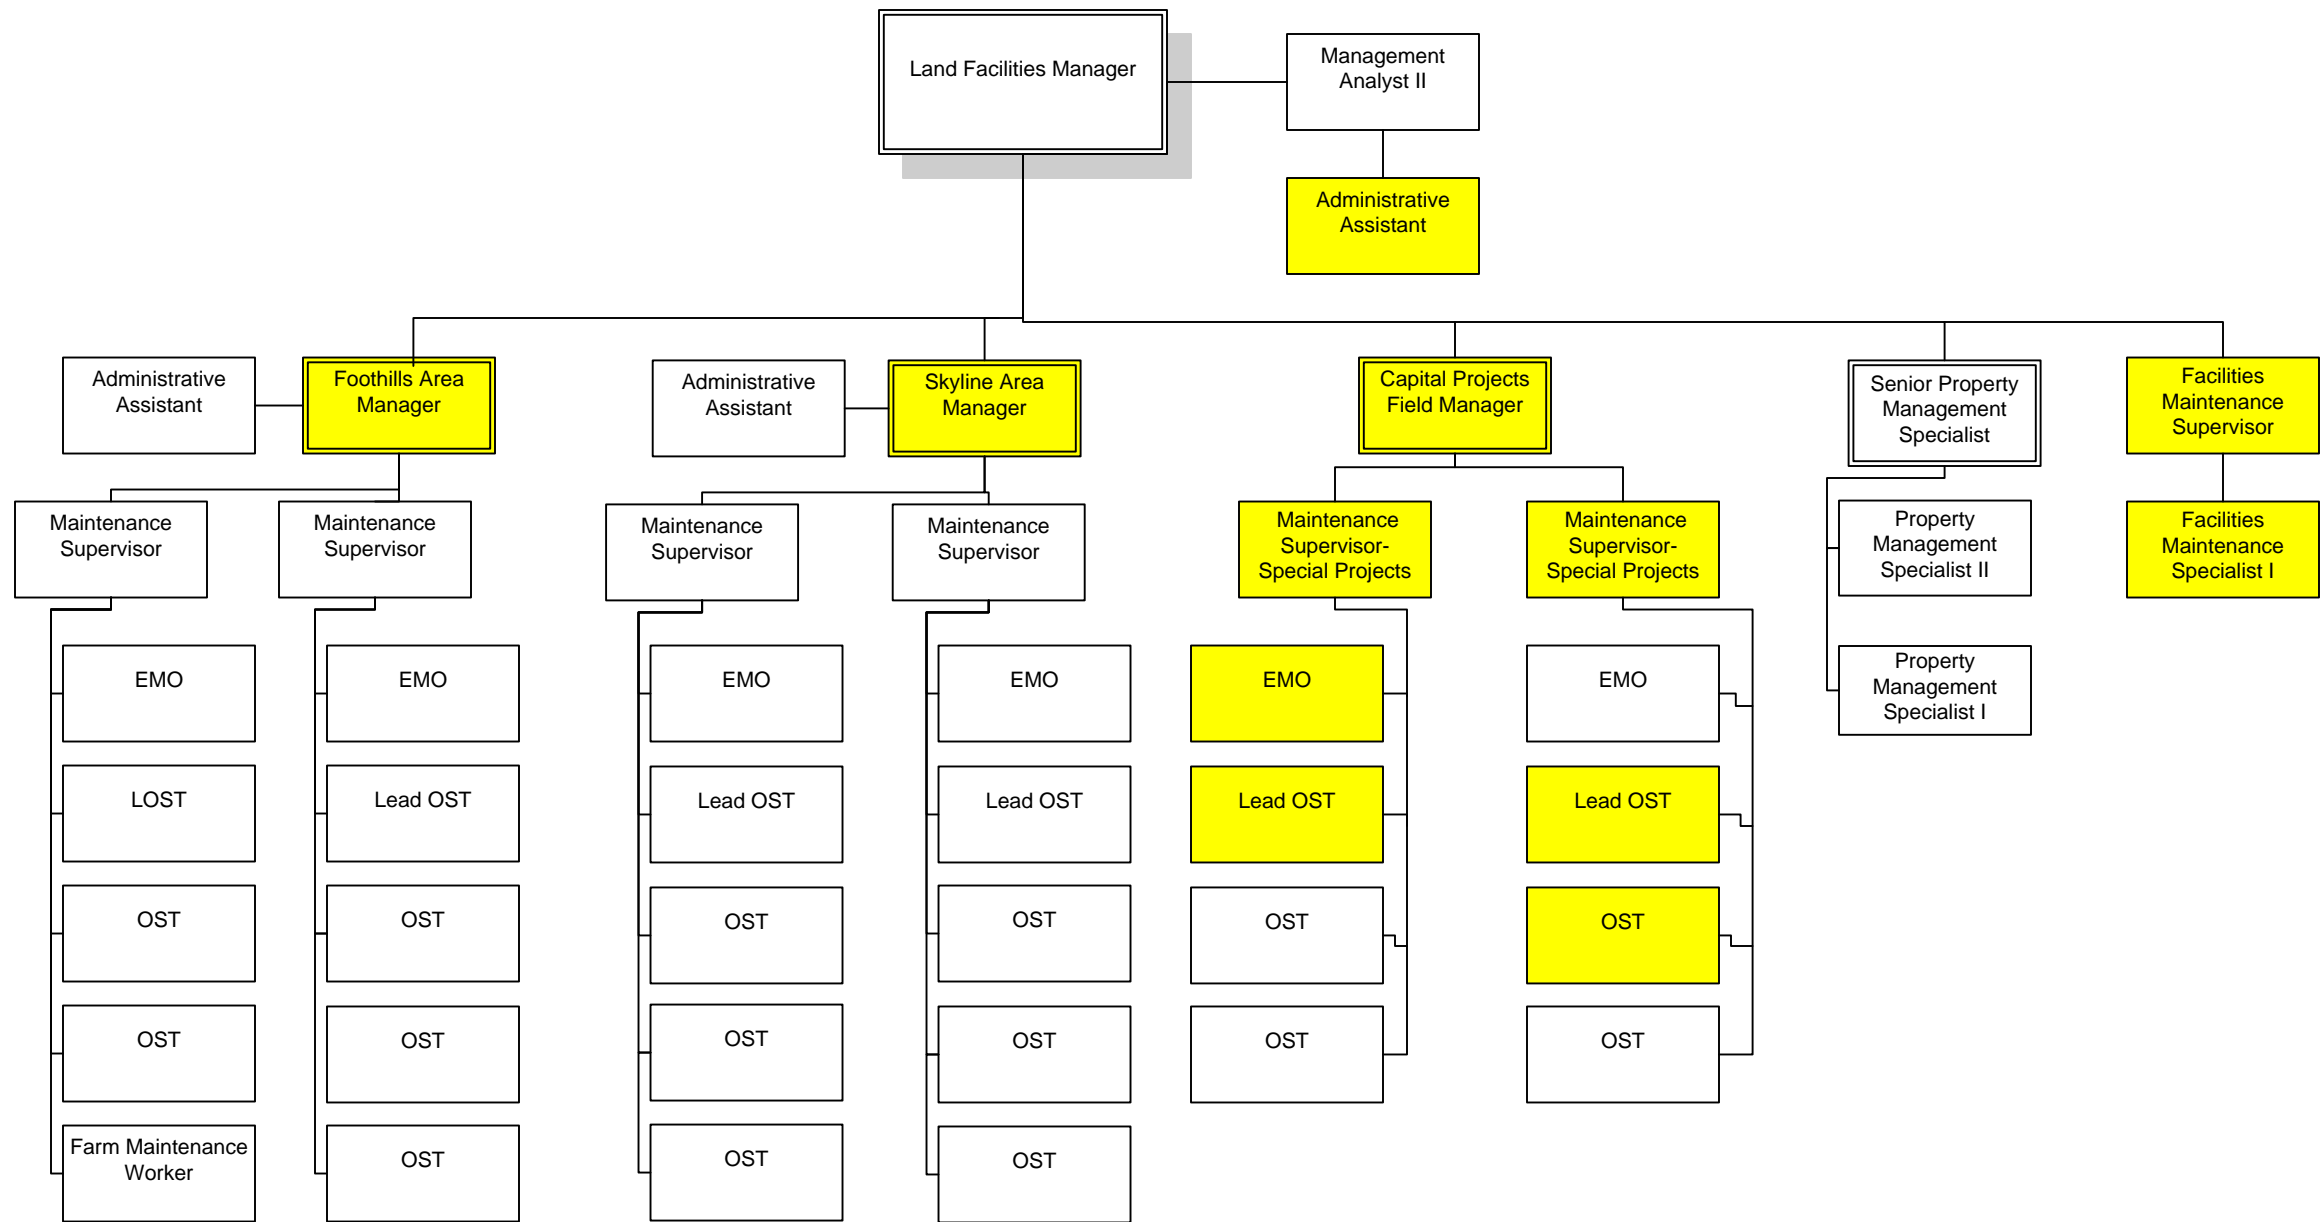 Land Facilities Manager
Management
Analyst II
Administrative
Assistant
Administrative
Assistant
Foothills Area
Manager
Administrative
Assistant
Skyline Area
Manager
Capital Projects
Field Manager
Senior Property
Management
Specialist
Facilities
Maintenance
Supervisor
Maintenance
Supervisor
Maintenance
Supervisor
Maintenance
Supervisor
Maintenance
Supervisor
Maintenance
Supervisor-
Special Projects
Maintenance
Supervisor-
Special Projects
Property
Management
Specialist II
Facilities
Maintenance
Specialist I
EMO
EMO
EMO
EMO
EMO
EMO
Property
Management
Specialist I
LOST
Lead OST
Lead OST
Lead OST
Lead OST
Lead OST
OST
OST
OST
OST
OST
OST
OST
OST
OST
OST
OST
OST
Farm Maintenance
Worker
OST
OST
OST